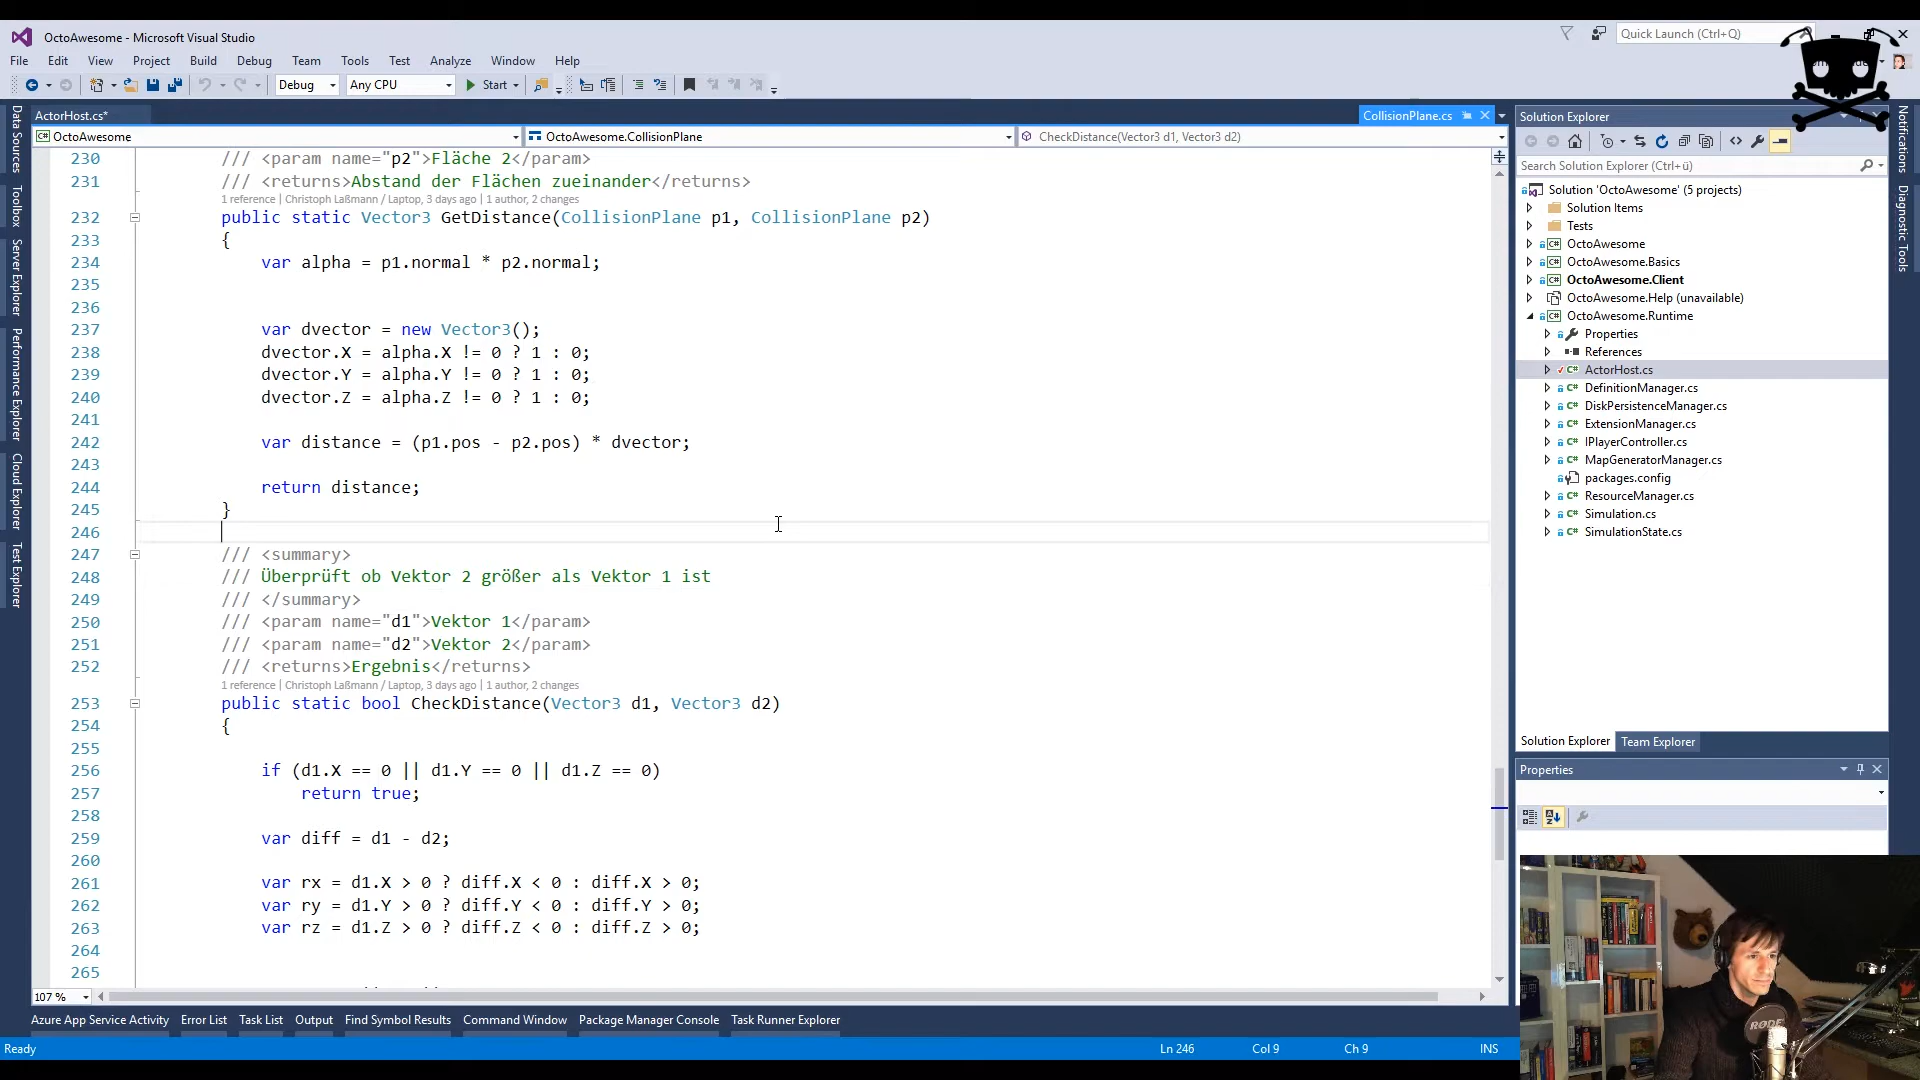 OctoAwesome - Microsoft Visual Studio
Quick Launch (Ctrl+Q)
File Edit View Project Build Debug Team Tools Test Analyze Window Help
Debug Any CPU Start
ActorHost.cs*
CollisionPlane.cs
OctoAwesome
OctoAwesome.CollisionPlane
CheckDistance(Vector3 d1, Vector3 d2)
Data Sources
Toolbox
Server Explorer
Performance Explorer
Cloud Explorer
Test Explorer
230 /// <param name="p2">Fläche 2</param>
231 /// <returns>Abstand der Flächen zueinander</returns>
1 reference | Christoph Laßmann / Laptop, 3 days ago | 1 author, 2 changes
232 public static Vector3 GetDistance(CollisionPlane p1, CollisionPlane p2)
233 {
234 var alpha = p1.normal * p2.normal;
235
236
237 var dvector = new Vector3();
238 dvector.X = alpha.X != 0 ? 1 : 0;
239 dvector.Y = alpha.Y != 0 ? 1 : 0;
240 dvector.Z = alpha.Z != 0 ? 1 : 0;
241
242 var distance = (p1.pos - p2.pos) * dvector;
243
244 return distance;
245 }
246
247 /// <summary>
248 /// Überprüft ob Vektor 2 größer als Vektor 1 ist
249 /// </summary>
250 /// <param name="d1">Vektor 1</param>
251 /// <param name="d2">Vektor 2</param>
252 /// <returns>Ergebnis</returns>
1 reference | Christoph Laßmann / Laptop, 3 days ago | 1 author, 2 changes
253 public static bool CheckDistance(Vector3 d1, Vector3 d2)
254 {
255
256 if (d1.X == 0 || d1.Y == 0 || d1.Z == 0)
257 return true;
258
259 var diff = d1 - d2;
260
261 var rx = d1.X > 0 ? diff.X < 0 : diff.X > 0;
262 var ry = d1.Y > 0 ? diff.Y < 0 : diff.Y > 0;
263 var rz = d1.Z > 0 ? diff.Z < 0 : diff.Z > 0;
264
265
107 %
Solution Explorer
Search Solution Explorer (Ctrl+ü)
Solution 'OctoAwesome' (5 projects)
Solution Items
Tests
OctoAwesome
OctoAwesome.Basics
OctoAwesome.Client
OctoAwesome.Help (unavailable)
OctoAwesome.Runtime
Properties
References
ActorHost.cs
DefinitionManager.cs
DiskPersistenceManager.cs
ExtensionManager.cs
IPlayerController.cs
MapGeneratorManager.cs
packages.config
ResourceManager.cs
Simulation.cs
SimulationState.cs
Solution Explorer Team Explorer
Properties
Notifications
Diagnostic Tools
RØDE
Azure App Service Activity Error List Task List Output Find Symbol Results Command Window Package Manager Console Task Runner Explorer
Ready Ln 246 Col 9 Ch 9 INS